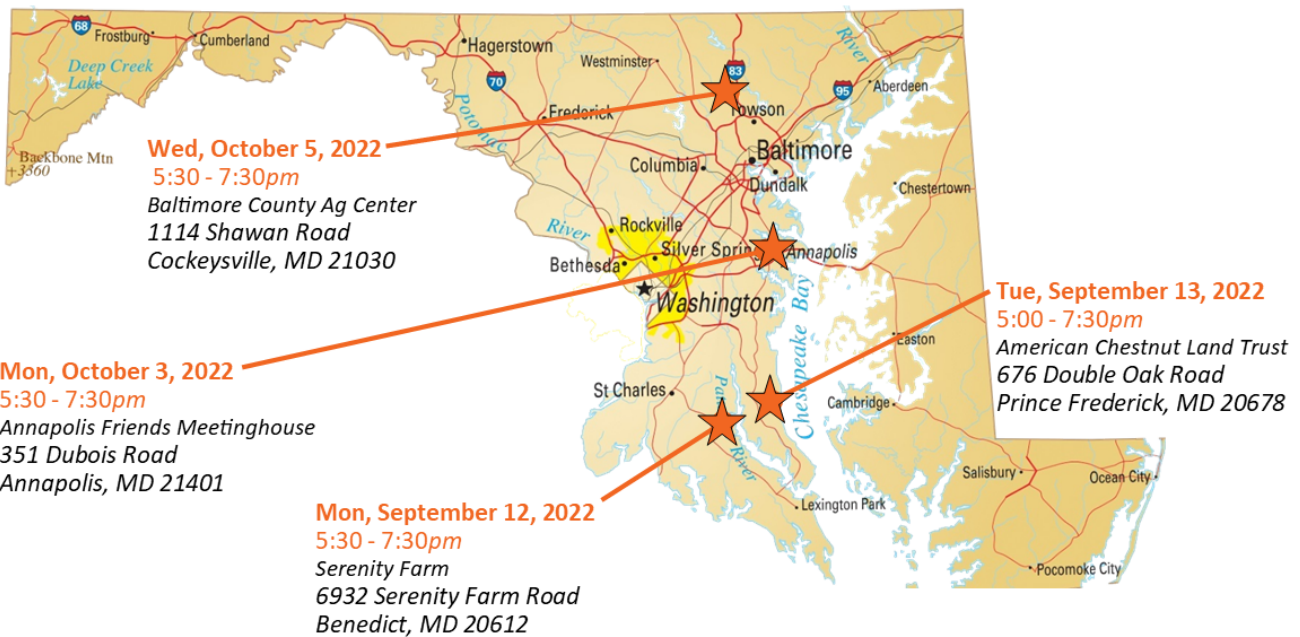 68
Frostburg
Cumberland
Deep Creek
Lake
Backbone Mtn
+3360
Hagerstown
70
Potomac
Frederick
Westminster
83
River
95
Aberdeen
Towson
Baltimore
Columbia
Dundalk
Chestertown
Wed, October 5, 2022
5:30 - 7:30pm
Baltimore County Ag Center
1114 Shawan Road
Cockeysville, MD 21030
River
Rockville
Silver Spring
Bethesda
Washington
Annapolis
Chesapeake Bay
Easton
Tue, September 13, 2022
5:00 - 7:30pm
American Chestnut Land Trust
676 Double Oak Road
Prince Frederick, MD 20678
Mon, October 3, 2022
5:30 - 7:30pm
Annapolis Friends Meetinghouse
351 Dubois Road
Annapolis, MD 21401
St Charles
River
Cambridge
Lexington Park
Salisbury
Ocean City
Pocomoke City
Mon, September 12, 2022
5:30 - 7:30pm
Serenity Farm
6932 Serenity Farm Road
Benedict, MD 20612